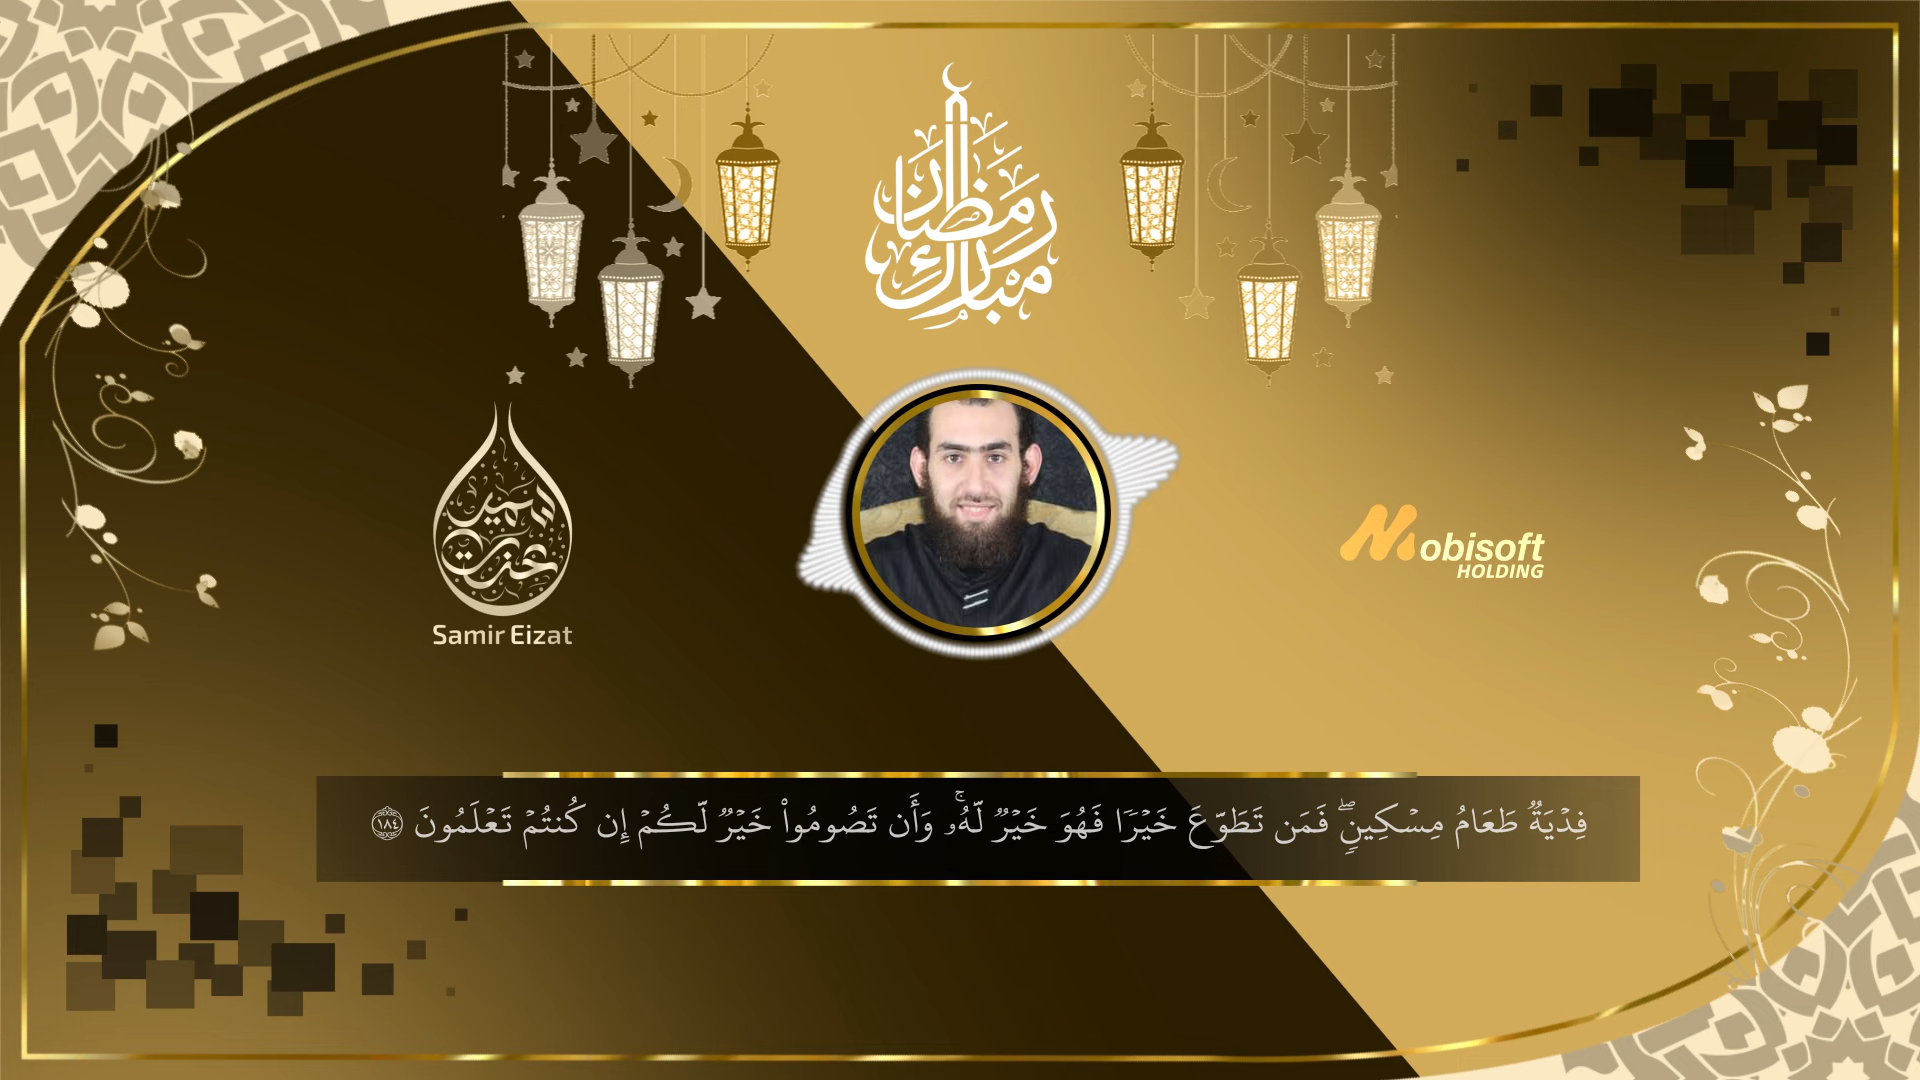 رمضان
مبارك
سمير
عزت
Samir Eizat
Mobisoft
HOLDING
فِدۡيَةٞ طَعَامُ مِسۡكِينٖۖ فَمَن تَطَوَّعَ خَيۡرٗا فَهُوَ خَيۡرٞ لَّهُۥۚ وَأَن تَصُومُواْ خَيۡرٞ لَّكُمۡ إِن كُنتُمۡ تَعۡلَمُونَ ١٨٤